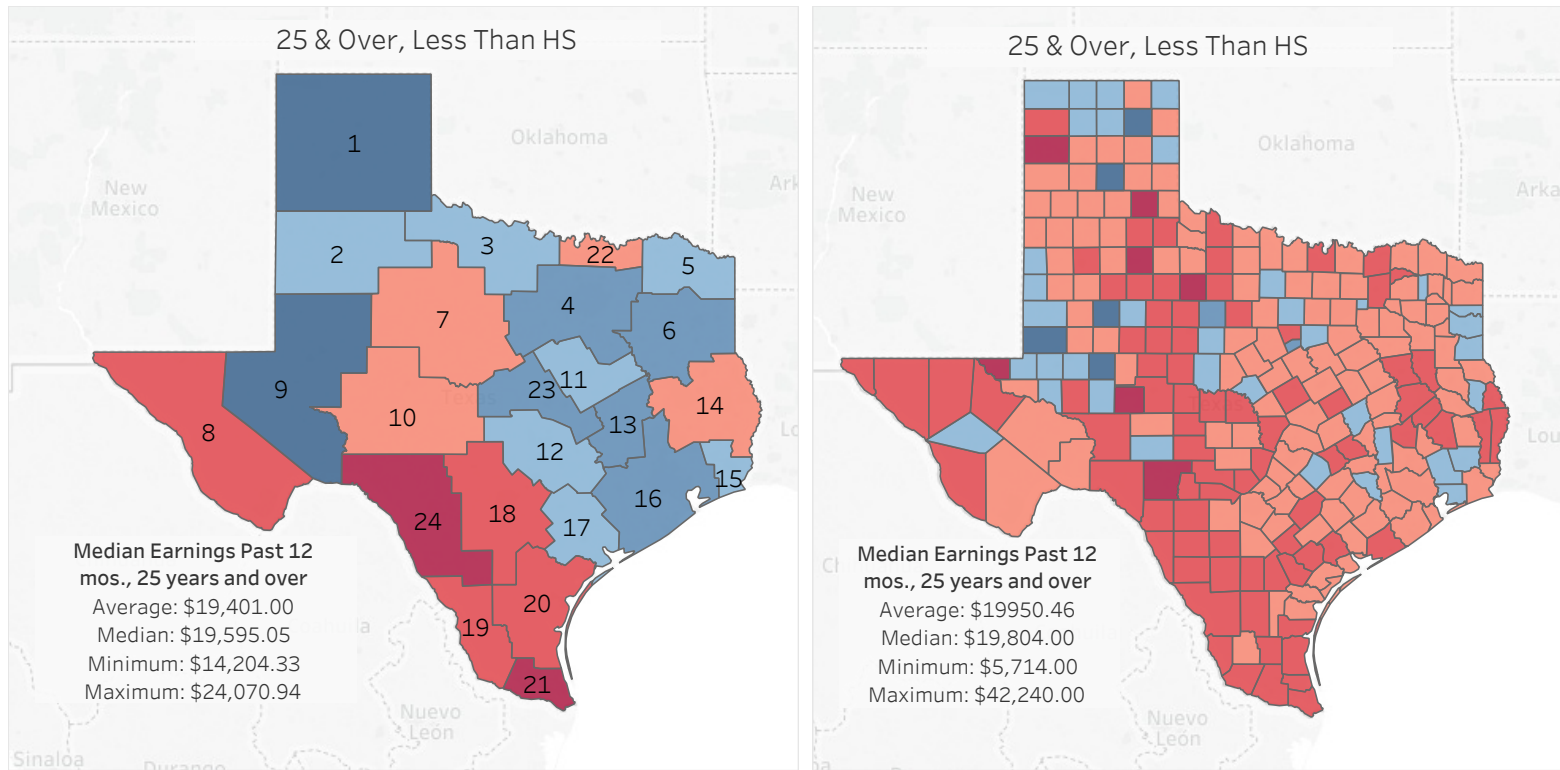 25 & Over, Less Than HS
1
Oklahoma
New
Mexico
Ark
2
3
22
5
7
4
6
9
11
23
Texas
8
10
14
13
12
15
16
24
18
17
Median Earnings Past 12
mos., 25 years and over
Average: $19,401.00
Median: $19,595.05
Minimum: $14,204.33
Maximum: $24,070.94
20
19
21
Nuevo
León
Sinaloa
Durango
25 & Over, Less Than HS
Oklahoma
New
Mexico
Arka
Texas
Lou
Median Earnings Past 12
mos., 25 years and over
Average: $19950.46
Median: $19,804.00
Minimum: $5,714.00
Maximum: $42,240.00
Nuevo
León